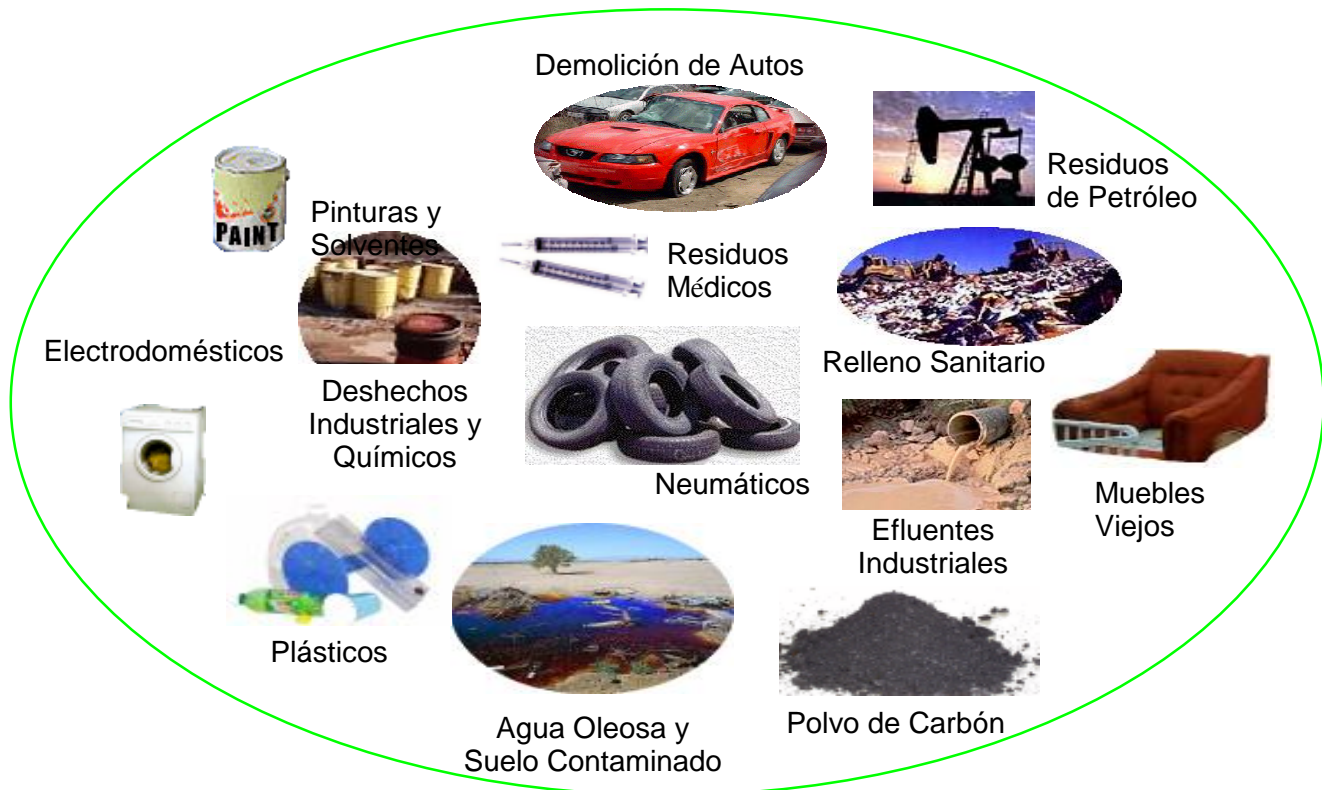 Demolición de Autos
Residuos
de Petróleo
PAINT
Pinturas y
Solventes
Residuos
Médicos
Electrodomésticos
Relleno Sanitario
Deshechos
Industriales y
Químicos
Neumáticos
Muebles
Viejos
Efluentes
Industriales
Plásticos
Agua Oleosa y
Suelo Contaminado
Polvo de Carbón